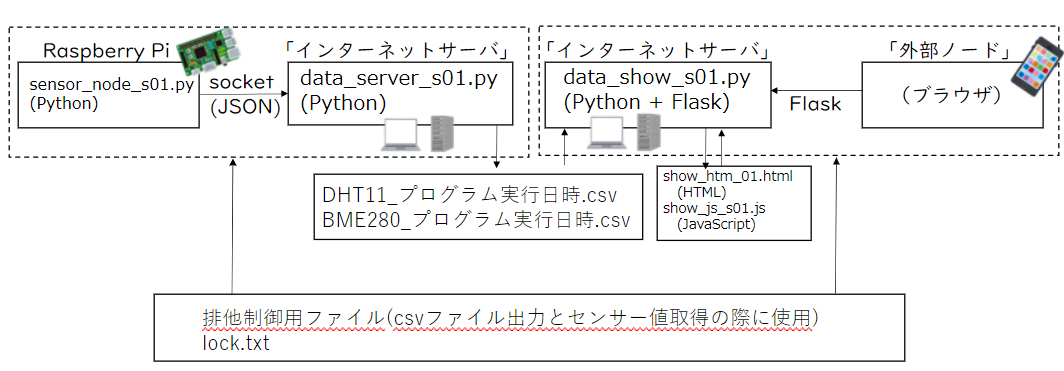 Raspberry Pi
sensor_node_s01.py
(Python)
socket
(JSON)
「インターネットサーバ」
data_server_s01.py
(Python)
「インターネットサーバ」
data_show_s01.py
(Python + Flask)
Flask
「外部ノード」
(ブラウザ)
DHT11_プログラム実行日時.csv
BME280_プログラム実行日時.csv
show_htm_01.html
(HTML)
show_js_s01.js
(JavaScript)
排他制御用ファイル(csvファイル出力とセンサー値取得の際に使用)
lock.txt